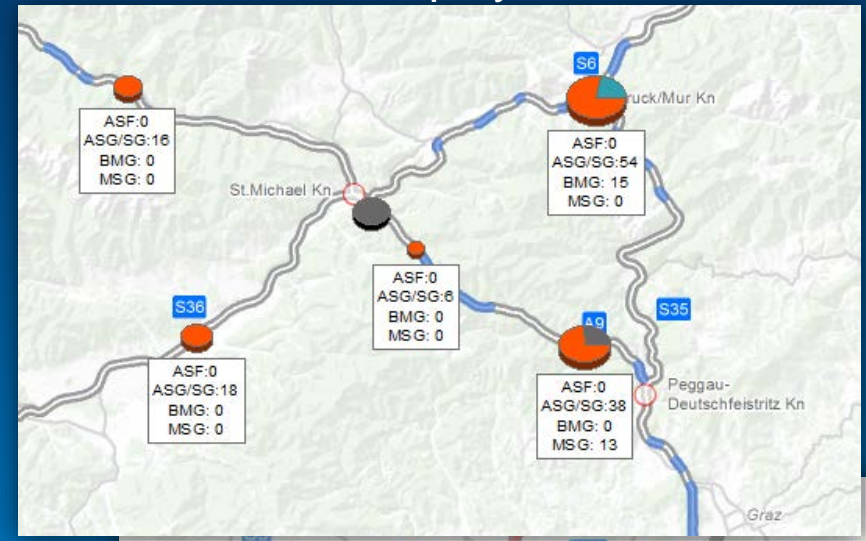 S6
ruck/Mur Kn
ASF:0
ASG/SG:16
BMG: 0
MSG: 0
ASF:0
ASG/SG:54
BMG: 15
MSG: 0
St.Michael Kn
ASF:0
ASG/SG:6
BMG: 0
MSG: 0
S36
S35
A9
ASF:0
ASG/SG:18
BMG: 0
MSG: 0
ASF:0
ASG/SG:38
BMG: 0
MSG: 13
Peggau-
Deutschfeistritz Kn
Graz